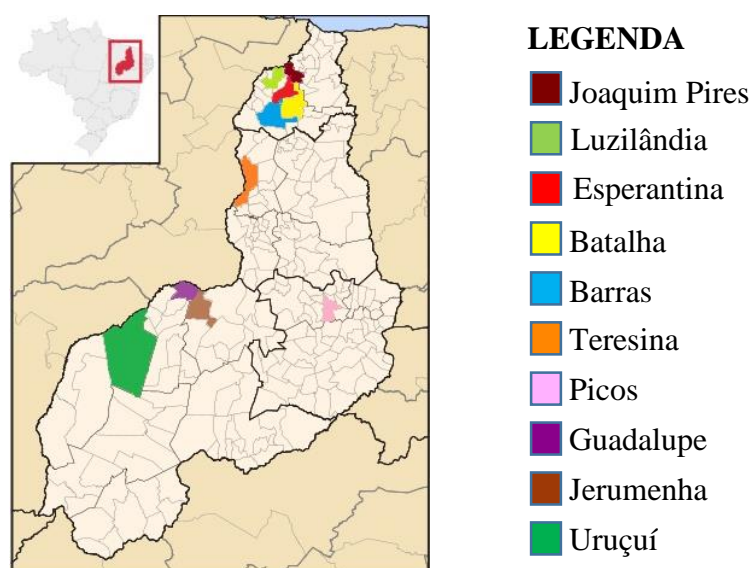 LEGENDA
Joaquim Pires
Luzilândia
Esperantina
Batalha
Barras
Teresina
Picos
Guadalupe
Jerumenha
Uruçuí